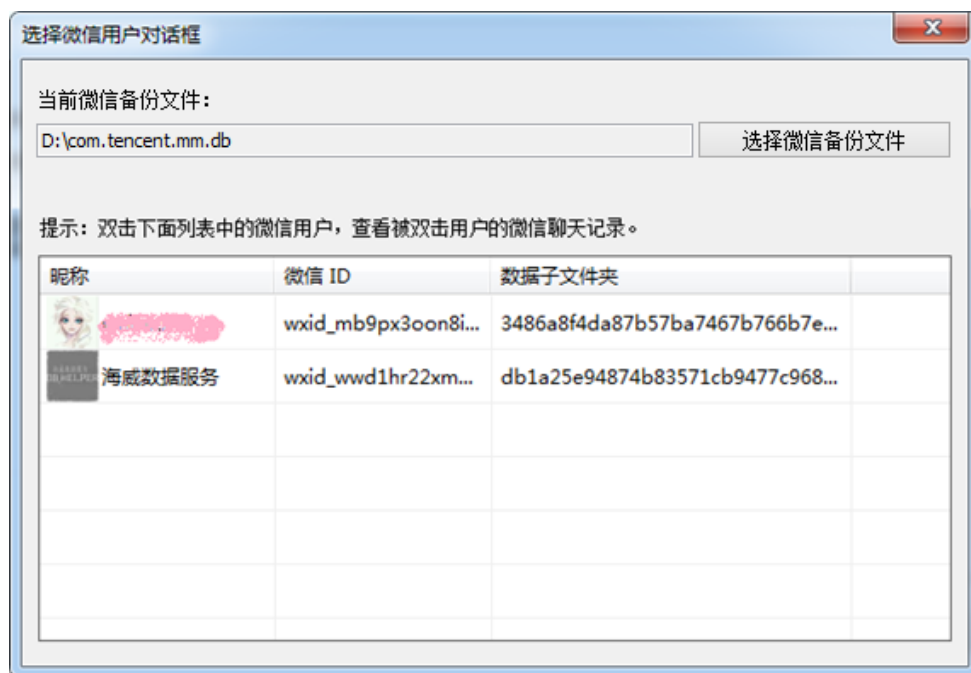 选择微信用户对话框
当前微信备份文件：
D:\com.tencent.mm.db
选择微信备份文件
提示：双击下面列表中的微信用户，查看被双击用户的微信聊天记录。
昵称 微信 ID 数据子文件夹
wxid_mb9px3oon8i... 3486a8f4da87b57ba7467b766b7e...
海威数据服务 wxid_wwd1hr22xm... db1a25e94874b83571cb9477c968...